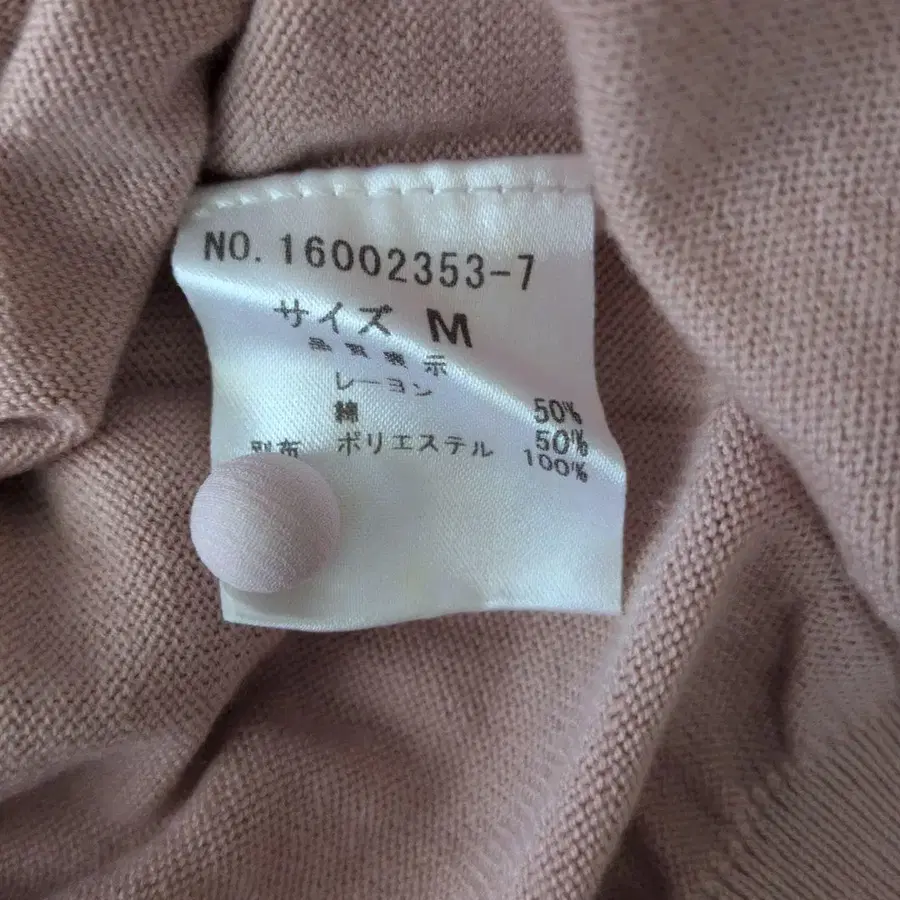 NO. 16002353-7
サイズ M
品質表示
レーヨン 50%
綿 50%
別布 ポリエステル 100%